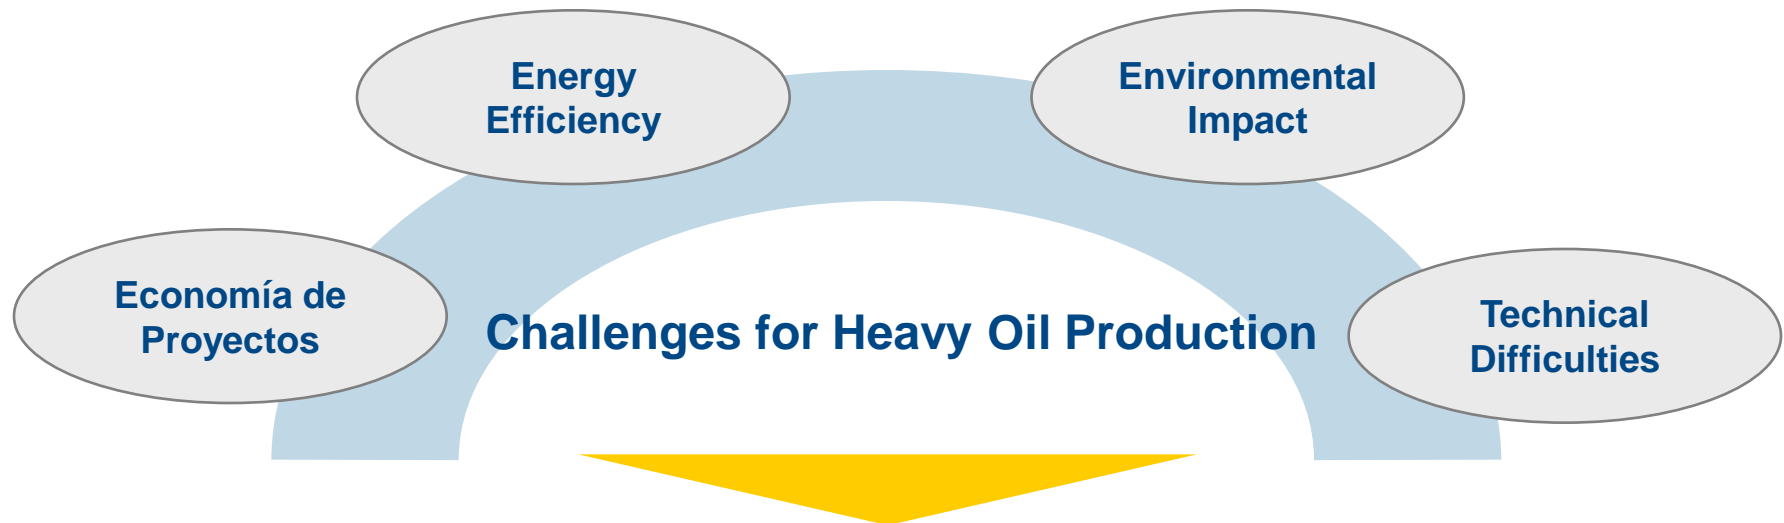 Energy
Efficiency
Environmental
Impact
Economía de
Proyectos
Challenges for Heavy Oil Production
Technical
Difficulties